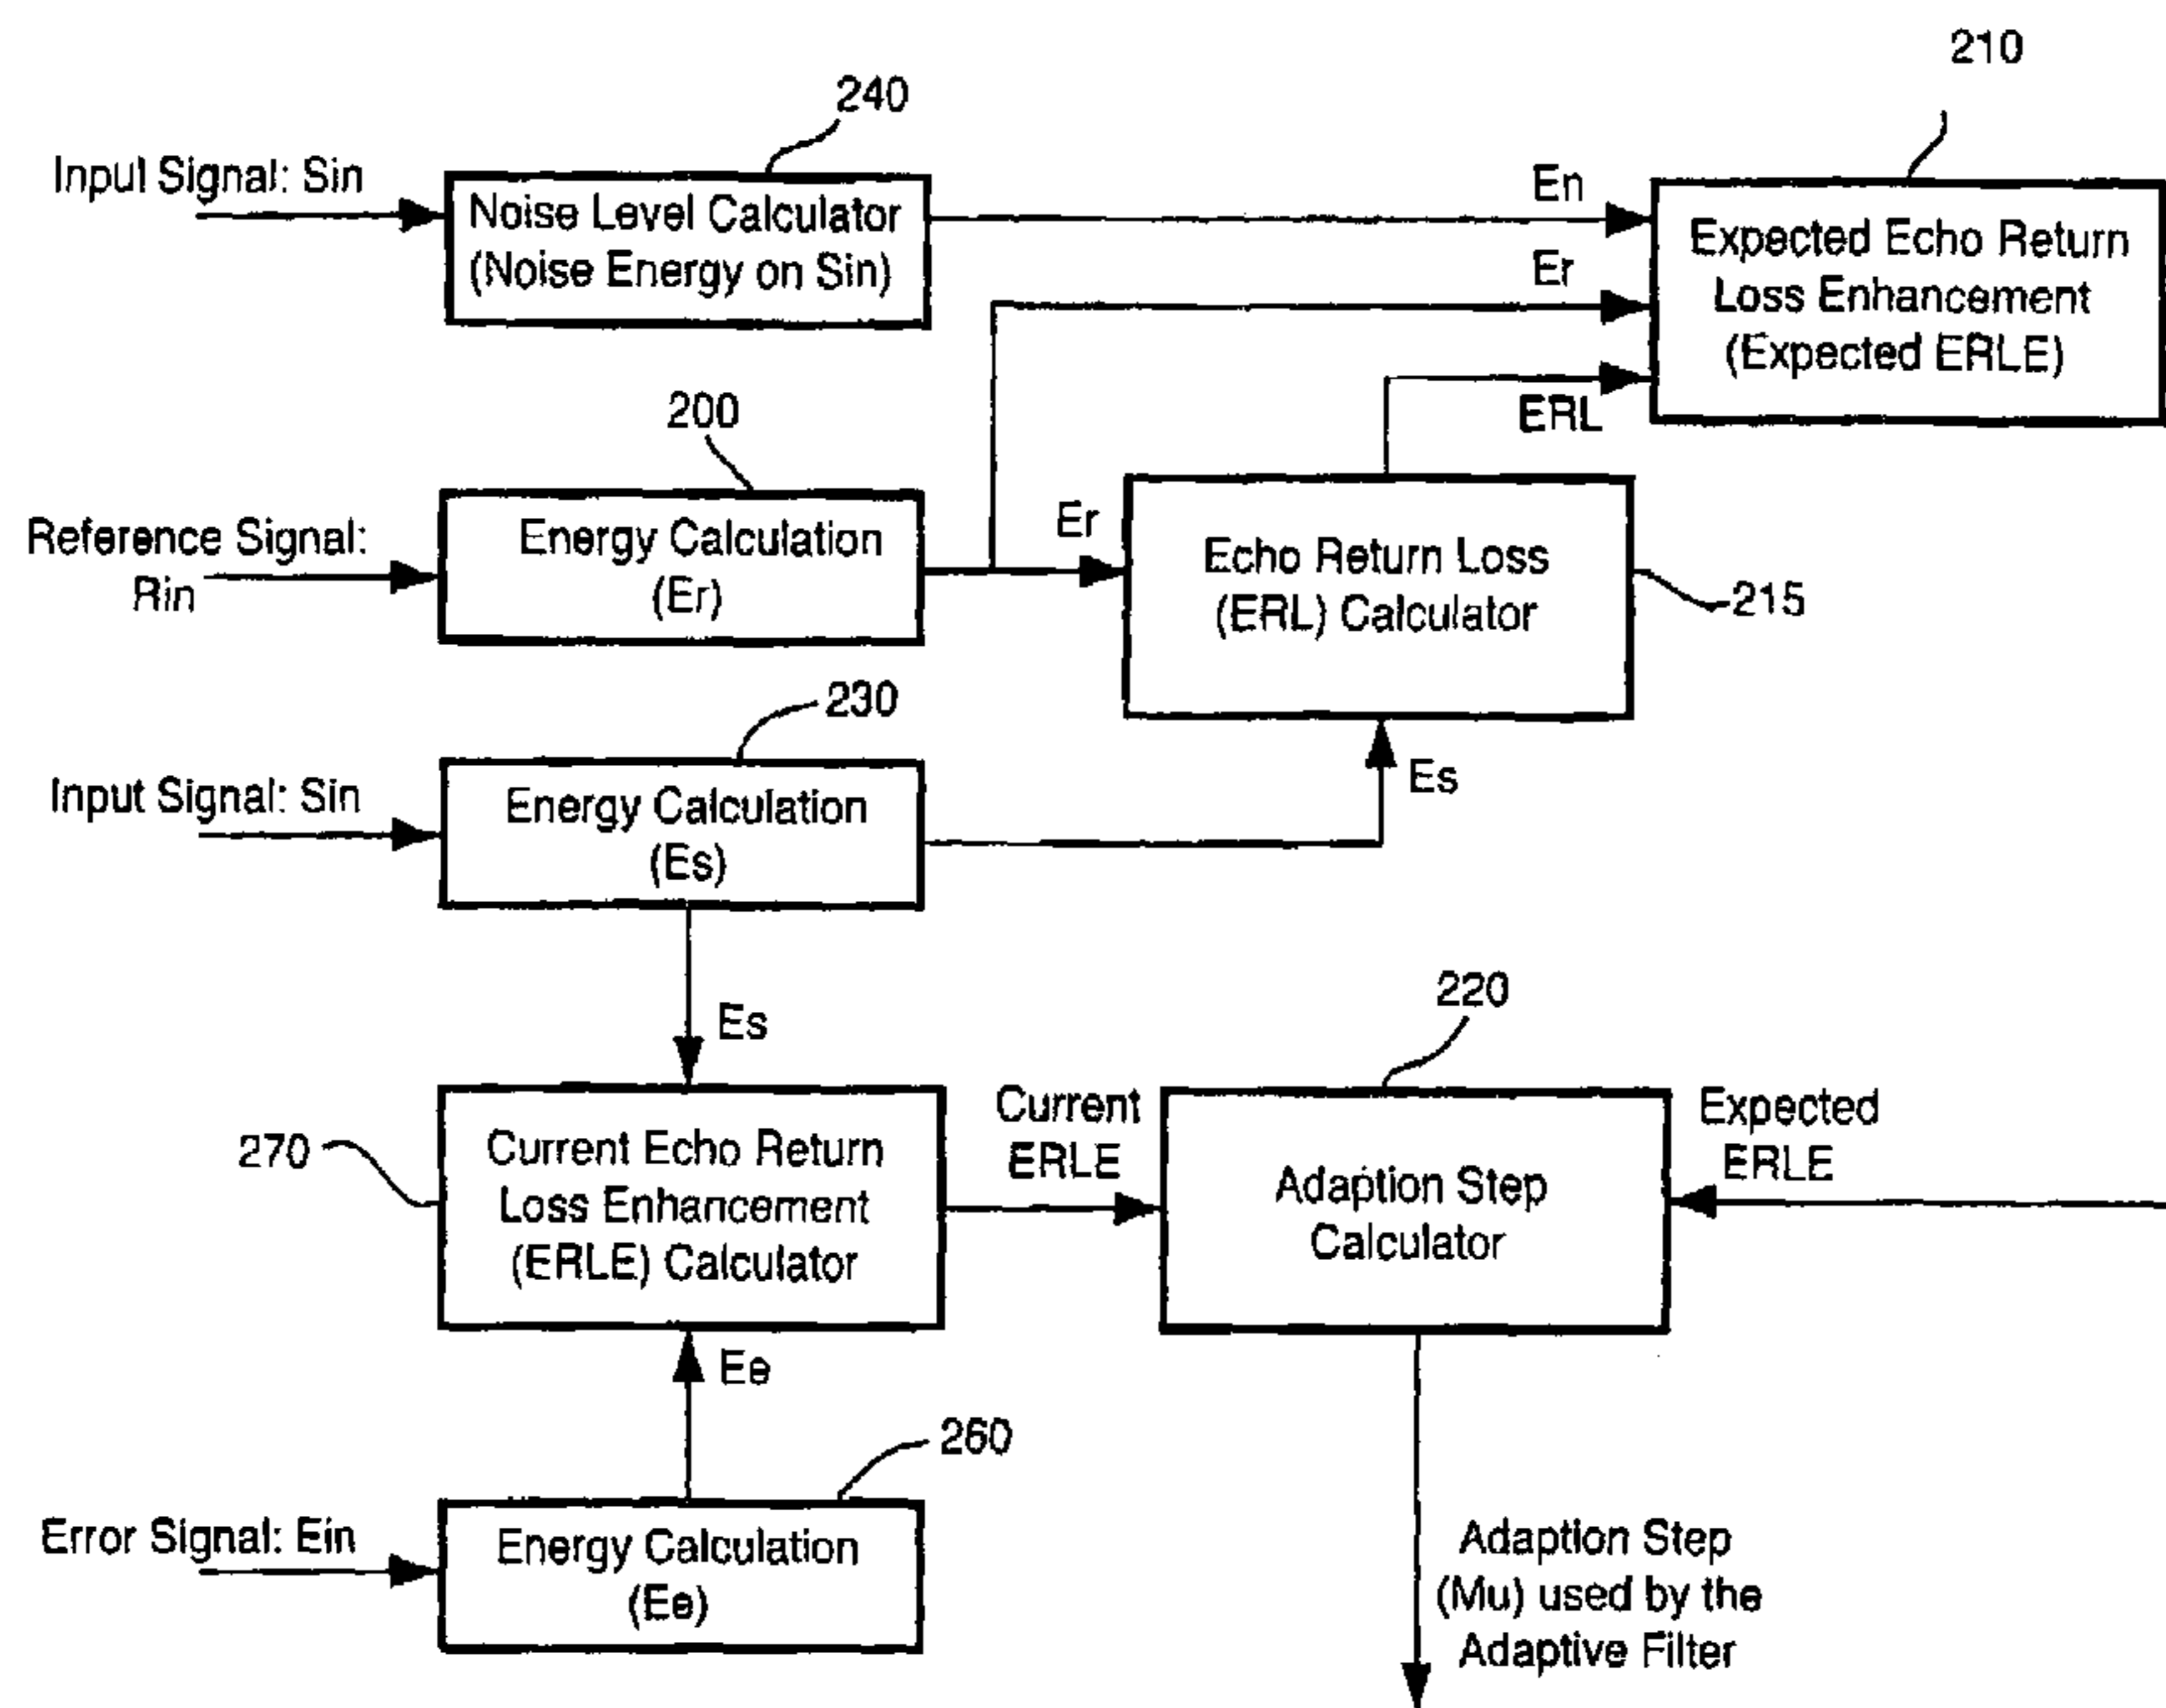 210
240
Input Signal: Sin
Noise Level Calculator
(Noise Energy on Sin)
En
Er
ERL
Expected Echo Return
Loss Enhancement
(Expected ERLE)
200
Reference Signal:
Rin
Energy Calculation
(Er)
Er
Echo Return Loss
(ERL) Calculator
215
230
Input Signal: Sin
Energy Calculation
(Es)
Es
Es
220
270
Current Echo Return
Loss Enhancement
(ERLE) Calculator
Current
ERLE
Adaption Step
Calculator
Expected
ERLE
Ee
260
Error Signal: Ein
Energy Calculation
(Ee)
Adaption Step
(Mu) used by the
Adaptive Filter